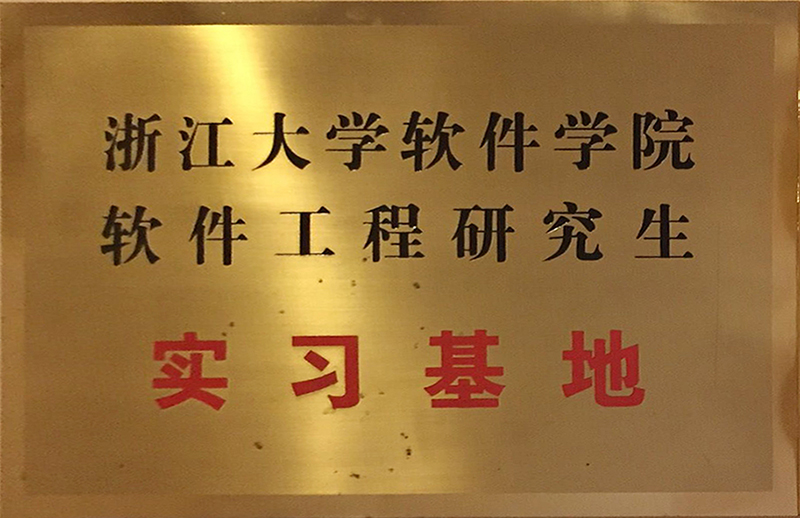 浙江大学软件学院
软件工程研究生
实习基地